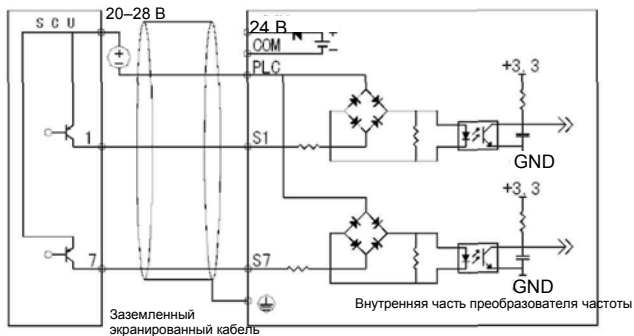 SCU
20–28 В
24 В
COM
PLC
+3,3
1
S1
GND
+3,3
7
S7
GND
Внутренняя часть преобразователя частоты
Заземленный
экранированный кабель